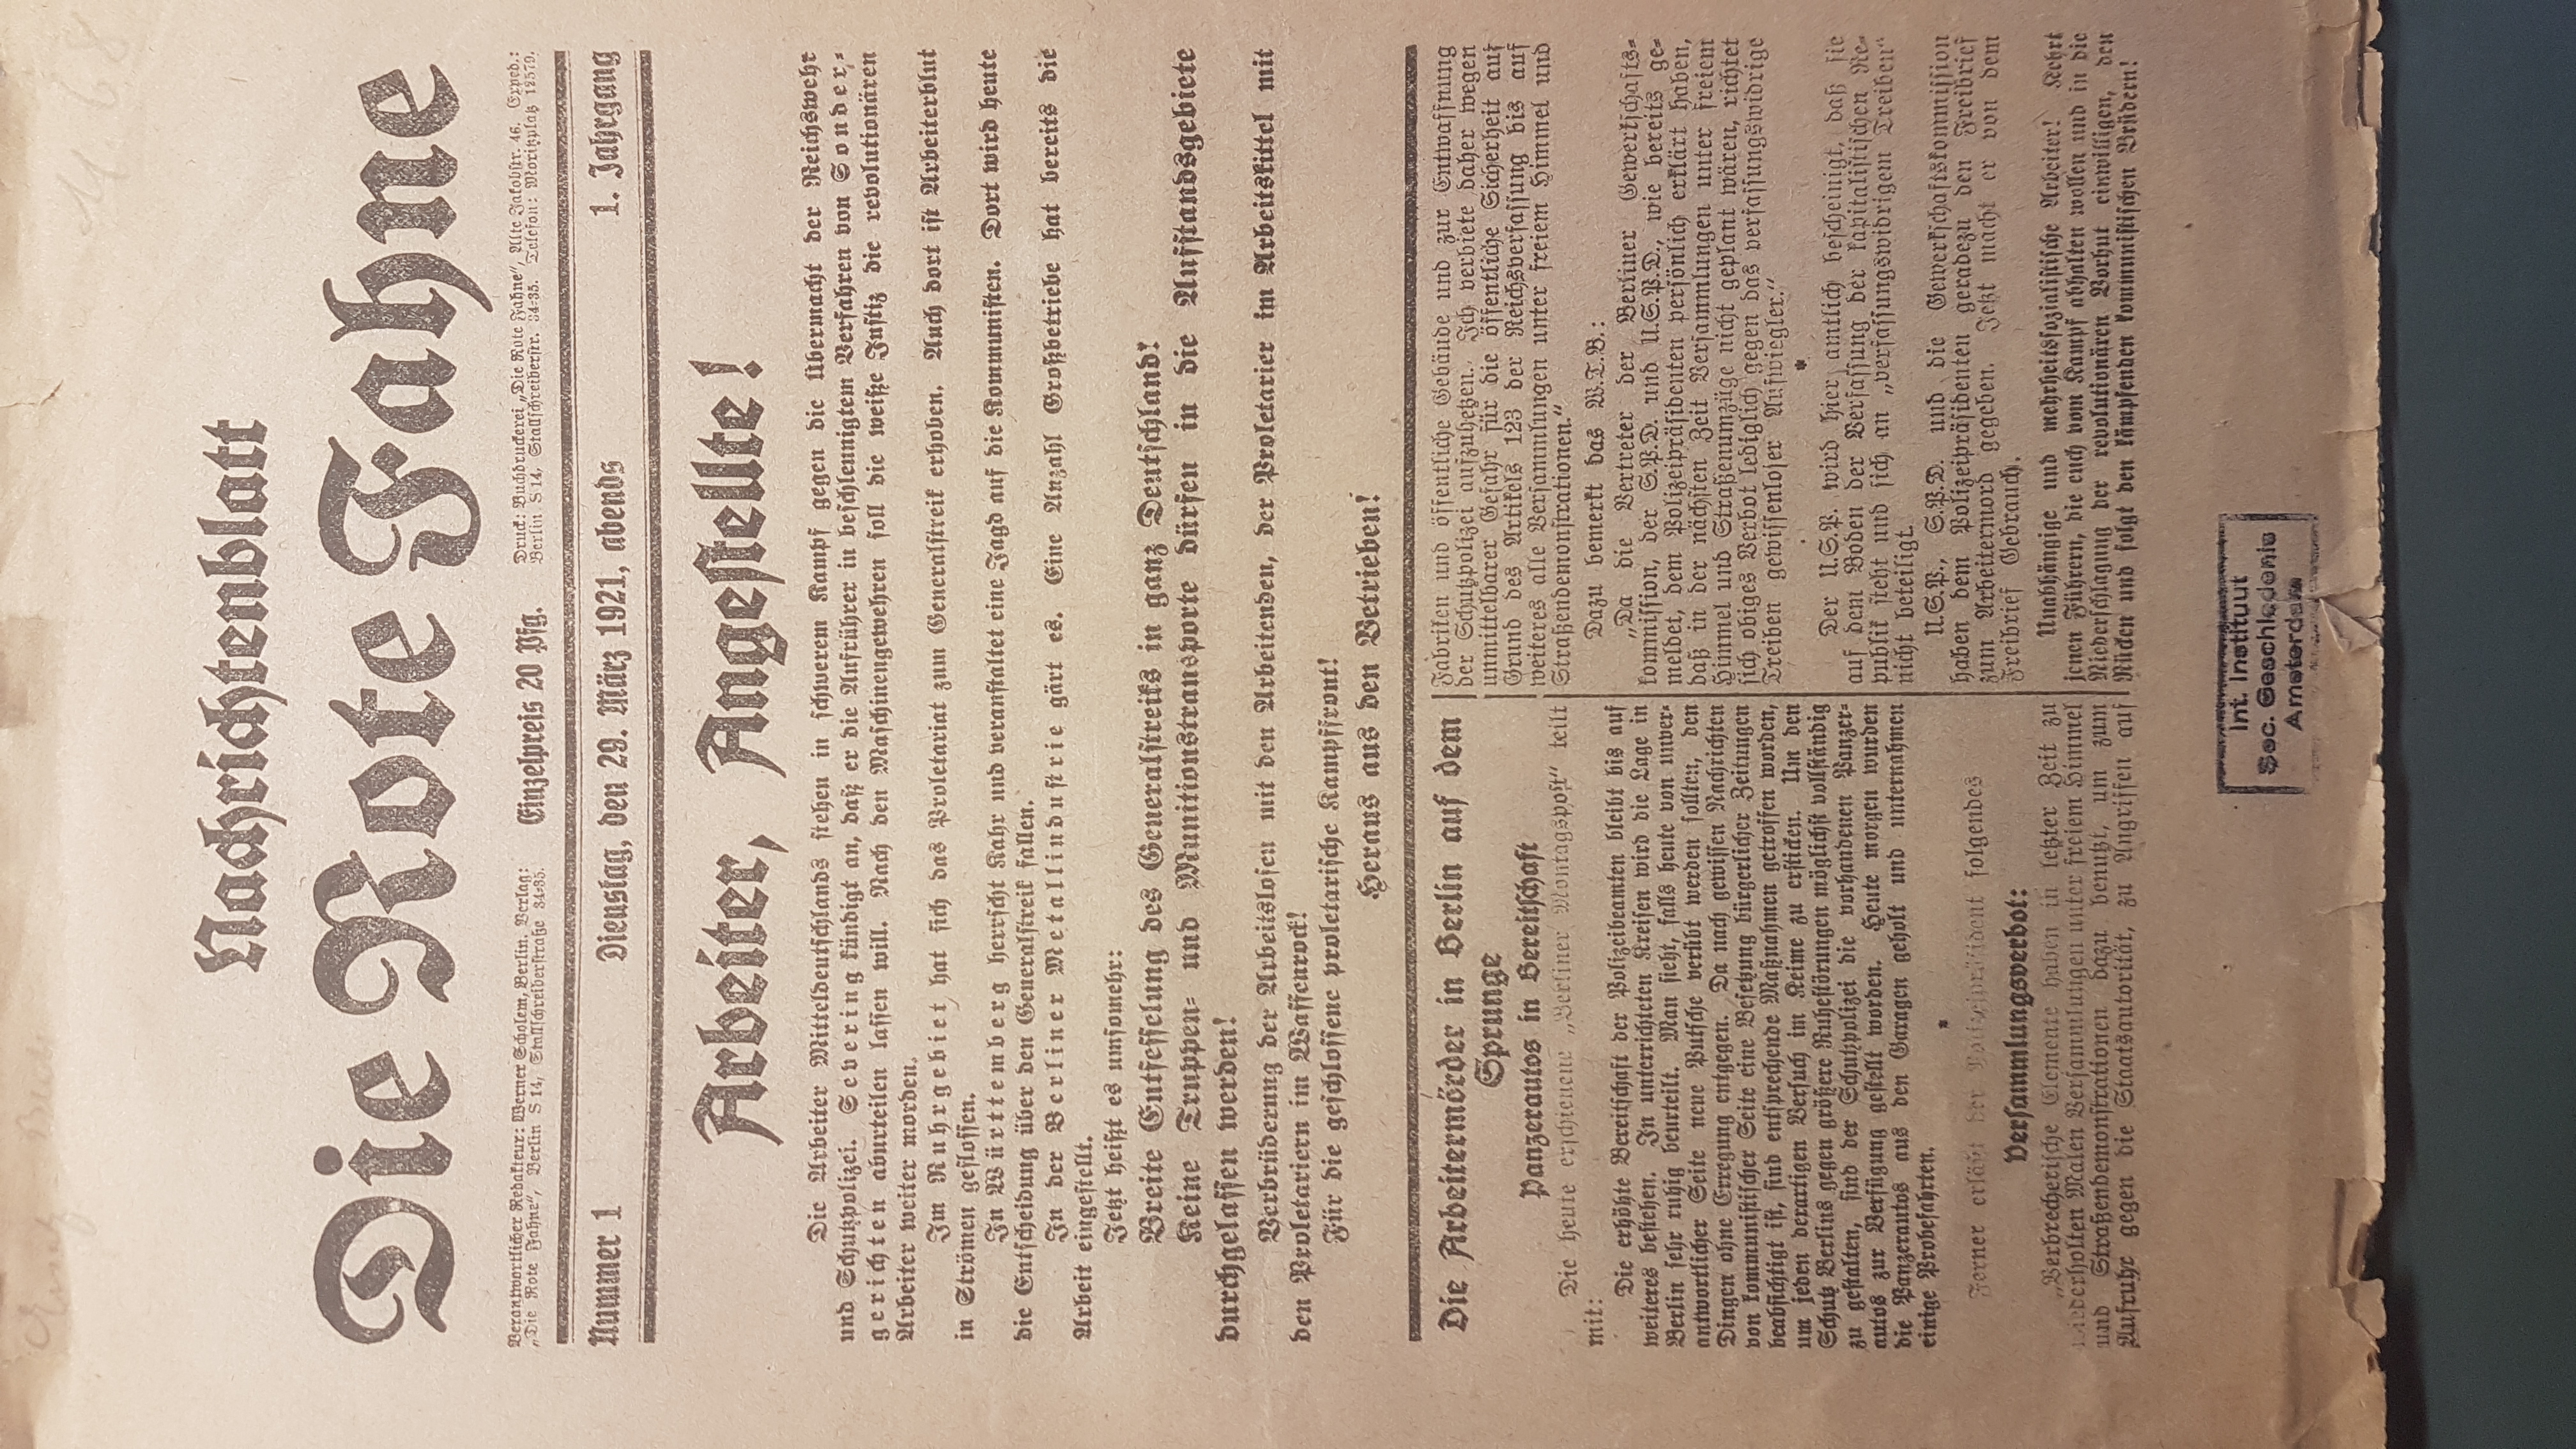 Nachrichtenblatt
Die Rote Fahne
Verantwortlicher Redakteur: Werner Scholem, Berlin. Verlag:
„Die Rote Fahne“, Berlin S 14, Stallschreiberstraße 34-35.
Einzelpreis 20 Pfg.
Druck: Buchdruckerei „Die Rote Fahne“, Alte Jakobstr. 46. Exped.:
Berlin S 14, Stallschreiberstr. 34-35. Telefon: Moritzplatz 12579.
Nummer 1
Dienstag, den 29. März 1921, abends
1. Jahrgang
Arbeiter, Angestellte!
Die Arbeiter Mitteldeutschlands stehen in schwerem Kampf gegen die Übermacht der Reichswehr
und Schutzpolizei. Severing kündigt an, daß er die Aufrührer in beschleunigtem Verfahren von Sonder-
gerichten aburteilen lassen will. Nach den Maschinengewehren soll die weiße Justiz die revolutionären
Arbeiter weiter morden.
Im Ruhrgebiet hat sich das Proletariat zum Generalstreik erhoben. Auch dort ist Arbeiterblut
in Strömen geflossen.
In Württemberg herrscht Kahr und veranstaltet eine Jagd auf die Kommunisten. Dort wird heute
die Entscheidung über den Generalstreik fallen.
In der Berliner Metallindustrie gärt es. Eine Anzahl Großbetriebe hat bereits die
Arbeit eingestellt.
Jetzt heißt es umsomehr:
Breite Entfesselung des Generalstreiks in ganz Deutschland!
Keine Truppen- und Munitionstransporte dürfen in die Aufstandsgebiete
durchgelassen werden!
Verbrüderung der Arbeitslosen mit den Arbeitenden, der Proletarier im Arbeitskittel mit
den Proletariern im Waffenrock!
Für die geschlossene proletarische Kampffront!
Heraus aus den Betrieben!
Die Arbeitermörder in Berlin auf dem
Sprunge
Panzerautos in Bereitschaft
Die heute erschienene „Berliner Montagspost“ teilt
mit:
Die erhöhte Bereitschaft der Polizeibeamten bleibt bis auf
weiteres bestehen. In unterrichteten Kreisen wird die Lage in
Berlin sehr ruhig beurteilt. Man sieht, falls heute von unver-
antwortlicher Seite neue Putsche verübt werden sollten, den
Dingen ohne Erregung entgegen. Da nach gewissen Nachrichten
von kommunistischer Seite eine Besetzung bürgerlicher Zeitungen
beabsichtigt ist, sind entsprechende Maßnahmen getroffen worden,
um jeden derartigen Versuch im Keime zu ersticken. Um den
Schutz Berlins gegen größere Ruhestörungen möglichst vollständig
zu gestalten, sind der Schutzpolizei die vorhandenen Panzer-
autos zur Verfügung gestellt worden. Heute morgen wurden
die Panzerautos aus den Garagen geholt und unternahmen
einige Probefahrten.
*
Ferner erläßt der Polizeipräsident folgendes
Versammlungsverbot:
„Verbrecherische Elemente haben in letzter Zeit zu
wiederholten Malen Versammlungen unter freiem Himmel
und Straßendemonstrationen dazu benutzt, um zum
Aufruhr gegen die Staatsautorität, zu Angriffen auf
Fabriken und öffentliche Gebäude und zur Entwaffnung
der Schutzpolizei aufzuhetzen. Ich verbiete daher wegen
unmittelbarer Gefahr für die öffentliche Sicherheit auf
Grund des Artikels 123 der Reichsverfassung bis auf
weiteres alle Versammlungen unter freiem Himmel und
Straßendemonstrationen.“
Dazu bemerkt das W.T.B.:
„Da die Vertreter der Berliner Gewerkschafts-
kommission, der S.P.D. und U.S.P.D., wie bereits ge-
meldet, dem Polizeipräsidenten persönlich erklärt haben,
daß in der nächsten Zeit Versammlungen unter freiem
Himmel und Straßenumzüge nicht geplant wären, richtet
sich obiges Verbot lediglich gegen das verfassungswidrige
Treiben gewissenloser Aufwiegler.“
*
Der U.S.P. wird hier amtlich bescheinigt, daß sie
auf dem Boden der Verfassung der kapitalistischen Re-
publik steht und sich an „verfassungswidrigem Treiben“
nicht beteiligt.
U.S.P., S.P.D. und die Gewerkschaftskommission
haben dem Polizeipräsidenten geradezu den Freibrief
zum Arbeitermord gegeben. Jetzt macht er von dem
Freibrief Gebrauch.
Unabhängige und mehrheitssozialistische Arbeiter! Kehrt
jenen Führern, die euch vom Kampf abhalten wollen und in die
Niederschlagung der revolutionären Vorhut einwilligen, den
Rücken und folgt den kämpfenden kommunistischen Brüdern!
Int. Instituut
Soc. Geschiedenis
Amsterdam